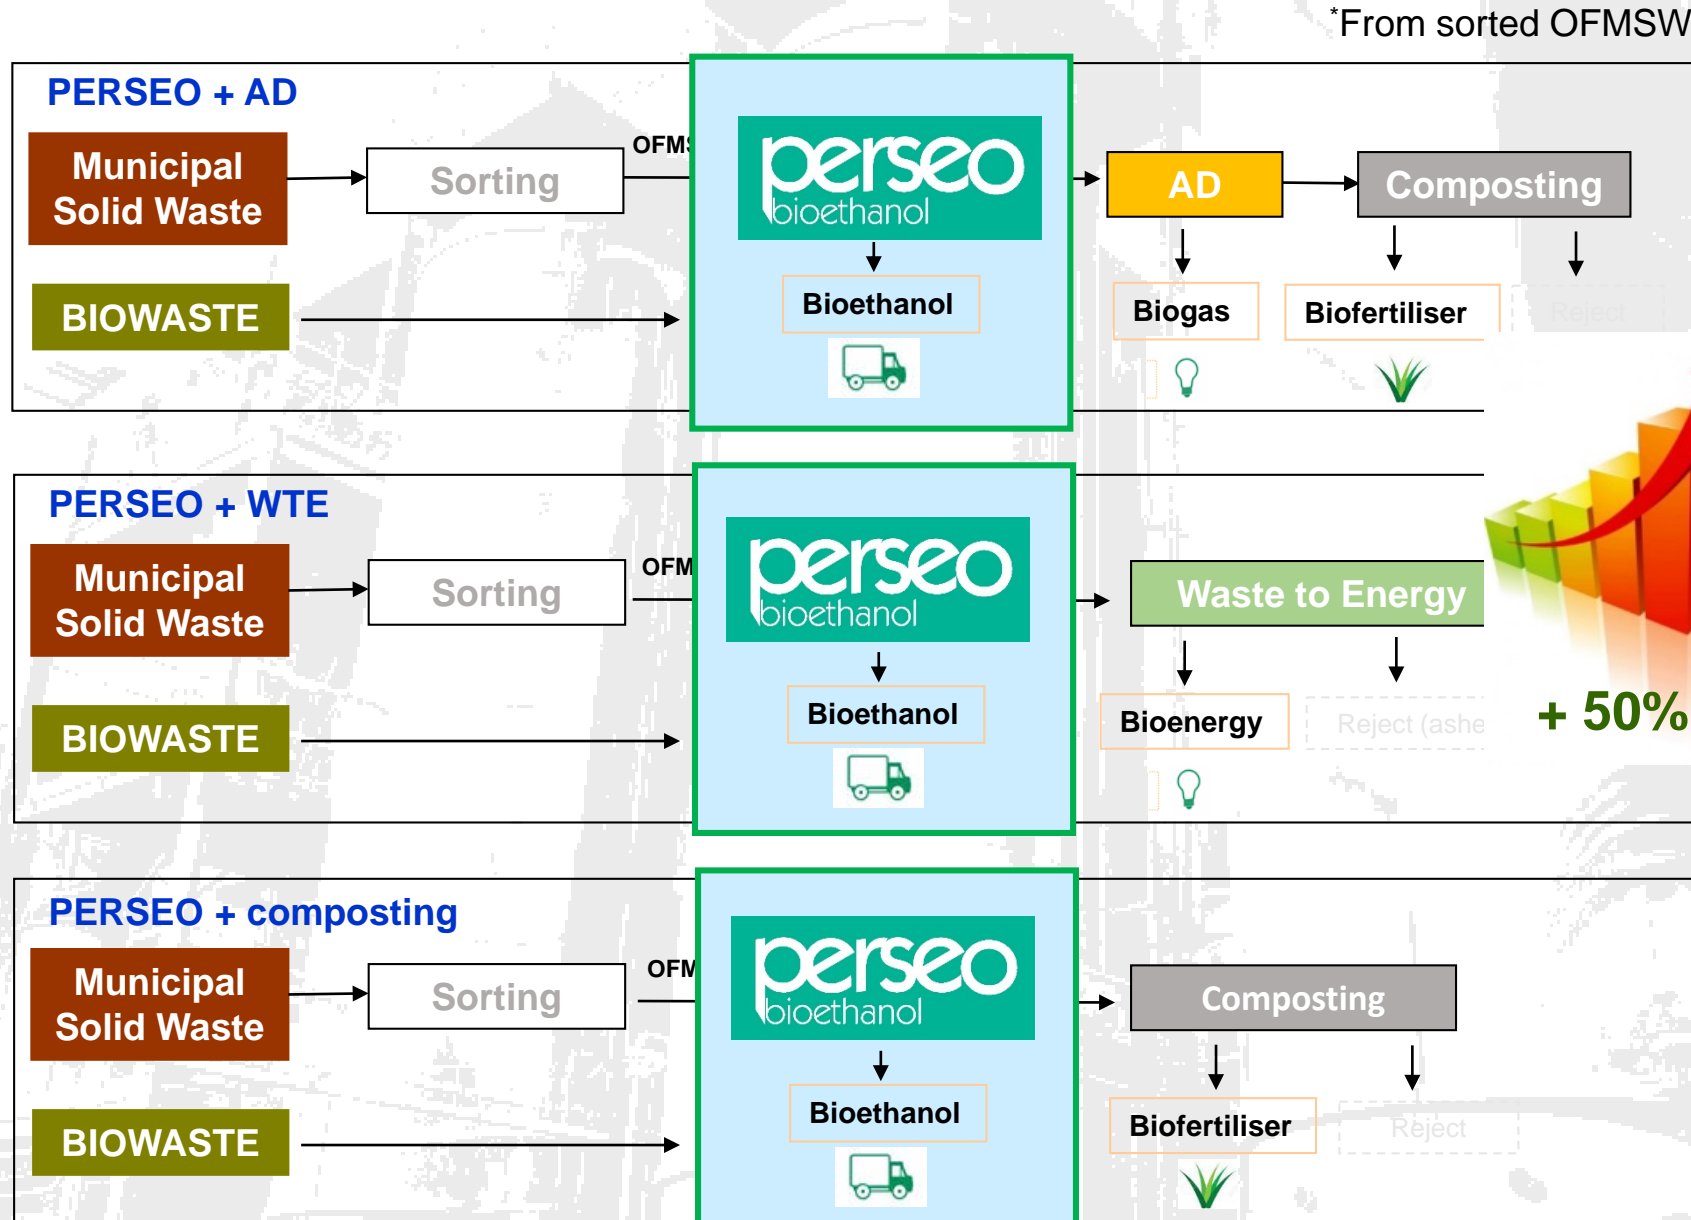 *From sorted OFMSW
PERSEO + AD
Municipal
Solid Waste
Sorting
perseo
bioethanol
AD
Composting
BIOWASTE
Bioethanol
Biogas
Biofertiliser
Reject
PERSEO + WTE
Municipal
Solid Waste
Sorting
perseo
bioethanol
Waste to Energy
BIOWASTE
Bioethanol
Bioenergy
Reject
+ 50%
PERSEO + composting
Municipal
Solid Waste
Sorting
perseo
bioethanol
Composting
BIOWASTE
Bioethanol
Biofertiliser
Reject